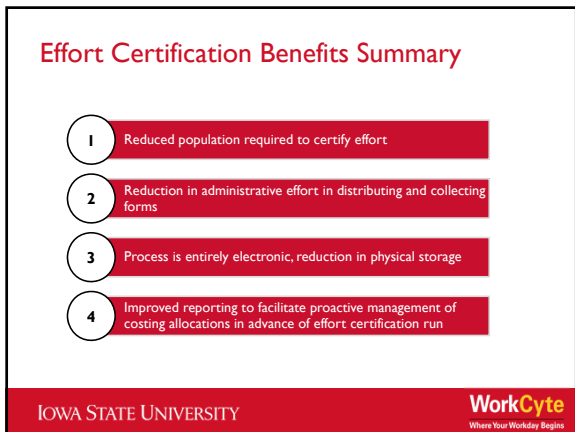 Effort Certification Benefits Summary
1
Reduced population required to certify effort
2
Reduction in administrative effort in distributing and collecting
forms
3
Process is entirely electronic, reduction in physical storage
4
Improved reporting to facilitate proactive management of
costing allocations in advance of effort certification run
IOWA STATE UNIVERSITY
WorkCyte
Where Your Workday Begins